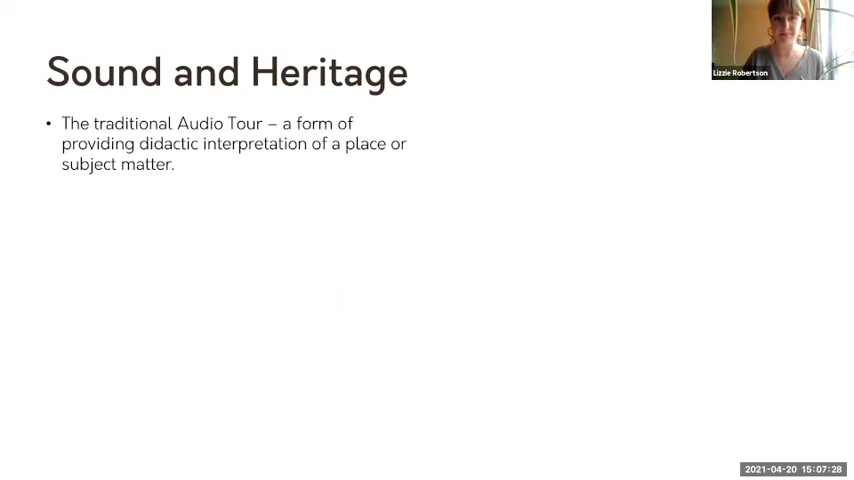 Sound and Heritage
Lizzie Robertson
• The traditional Audio Tour – a form of
providing didactic interpretation of a place or
subject matter.
2021-04-20 15:07:28